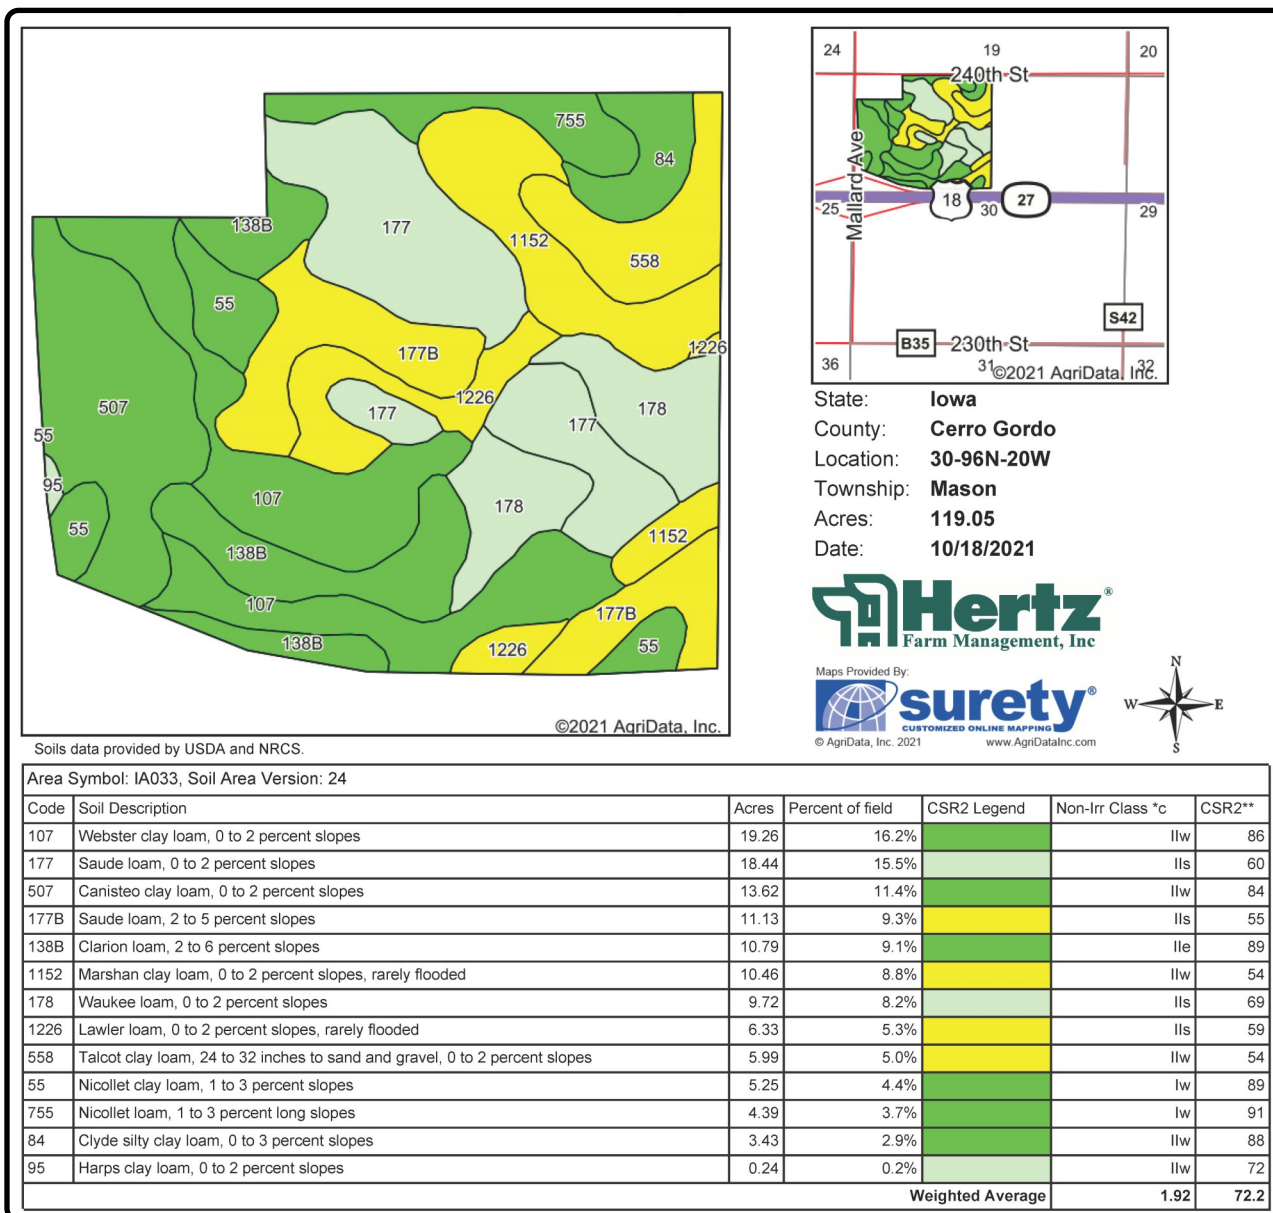 755
84
138B
177
1152
558
55
177B
1226
1226
507
177
177
178
55
95
107
178
55
1152
138B
107
177B
138B
1226
55
©2021 AgriData, Inc.
Soils data provided by USDA and NRCS.
24 19 20
240th St
Mallard Ave
25 18 30 27 29
S42
B35 230th St
36 31 32
©2021 AgriData, Inc.
State: Iowa
County: Cerro Gordo
Location: 30-96N-20W
Township: Mason
Acres: 119.05
Date: 10/18/2021
Hertz®
Farm Management, Inc
Maps Provided By:
surety®
CUSTOMIZED ONLINE MAPPING
© AgriData, Inc. 2021 www.AgriDataInc.com
N
W E
S
Area Symbol: IA033, Soil Area Version: 24
Code Soil Description Acres Percent of field CSR2 Legend Non-Irr Class *c CSR2**
107 Webster clay loam, 0 to 2 percent slopes 19.26 16.2% IIw 86
177 Saude loam, 0 to 2 percent slopes 18.44 15.5% IIs 60
507 Canisteo clay loam, 0 to 2 percent slopes 13.62 11.4% IIw 84
177B Saude loam, 2 to 5 percent slopes 11.13 9.3% IIs 55
138B Clarion loam, 2 to 6 percent slopes 10.79 9.1% IIe 89
1152 Marshan clay loam, 0 to 2 percent slopes, rarely flooded 10.46 8.8% IIw 54
178 Waukee loam, 0 to 2 percent slopes 9.72 8.2% IIs 69
1226 Lawler loam, 0 to 2 percent slopes, rarely flooded 6.33 5.3% IIs 59
558 Talcot clay loam, 24 to 32 inches to sand and gravel, 0 to 2 percent slopes 5.99 5.0% IIw 54
55 Nicollet clay loam, 1 to 3 percent slopes 5.25 4.4% Iw 89
755 Nicollet loam, 1 to 3 percent long slopes 4.39 3.7% Iw 91
84 Clyde silty clay loam, 0 to 3 percent slopes 3.43 2.9% IIw 88
95 Harps clay loam, 0 to 2 percent slopes 0.24 0.2% IIw 72
Weighted Average 1.92 72.2